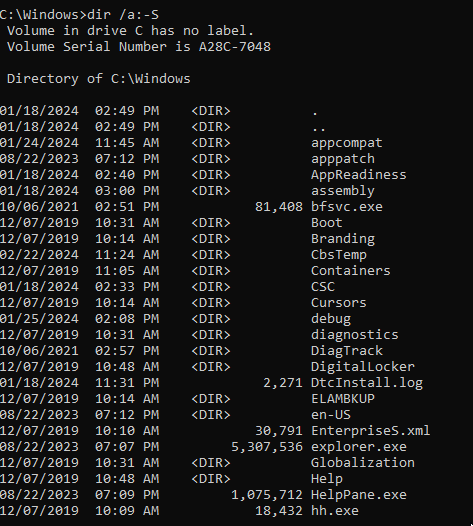 C:\Windows>dir /a:-S
Volume in drive C has no label.
Volume Serial Number is A28C-7048
Directory of C:\Windows
01/18/2024 02:49 PM <DIR> .
01/18/2024 02:49 PM <DIR> ..
01/24/2024 11:45 AM <DIR> appcompat
08/22/2023 07:12 PM <DIR> apppatch
01/18/2024 02:40 PM <DIR> AppReadiness
01/18/2024 03:00 PM <DIR> assembly
10/06/2021 02:51 PM 81,408 bfsvc.exe
12/07/2019 10:31 AM <DIR> Boot
12/07/2019 10:14 AM <DIR> Branding
02/22/2024 11:24 AM <DIR> CbsTemp
12/07/2019 11:05 AM <DIR> Containers
01/18/2024 02:33 PM <DIR> CSC
12/07/2019 10:14 AM <DIR> Cursors
01/25/2024 02:08 PM <DIR> debug
12/07/2019 10:31 AM <DIR> diagnostics
10/06/2021 02:57 PM <DIR> DiagTrack
12/07/2019 10:48 AM <DIR> DigitalLocker
01/18/2024 11:31 PM 2,271 DtcInstall.log
12/07/2019 10:14 AM <DIR> ELAMBKUP
08/22/2023 07:12 PM <DIR> en-US
12/07/2019 10:10 AM 30,791 EnterpriseS.xml
08/22/2023 07:07 PM 5,307,536 explorer.exe
12/07/2019 10:31 AM <DIR> Globalization
12/07/2019 10:48 AM <DIR> Help
08/22/2023 07:09 PM 1,075,712 HelpPane.exe
12/07/2019 10:09 AM 18,432 hh.exe